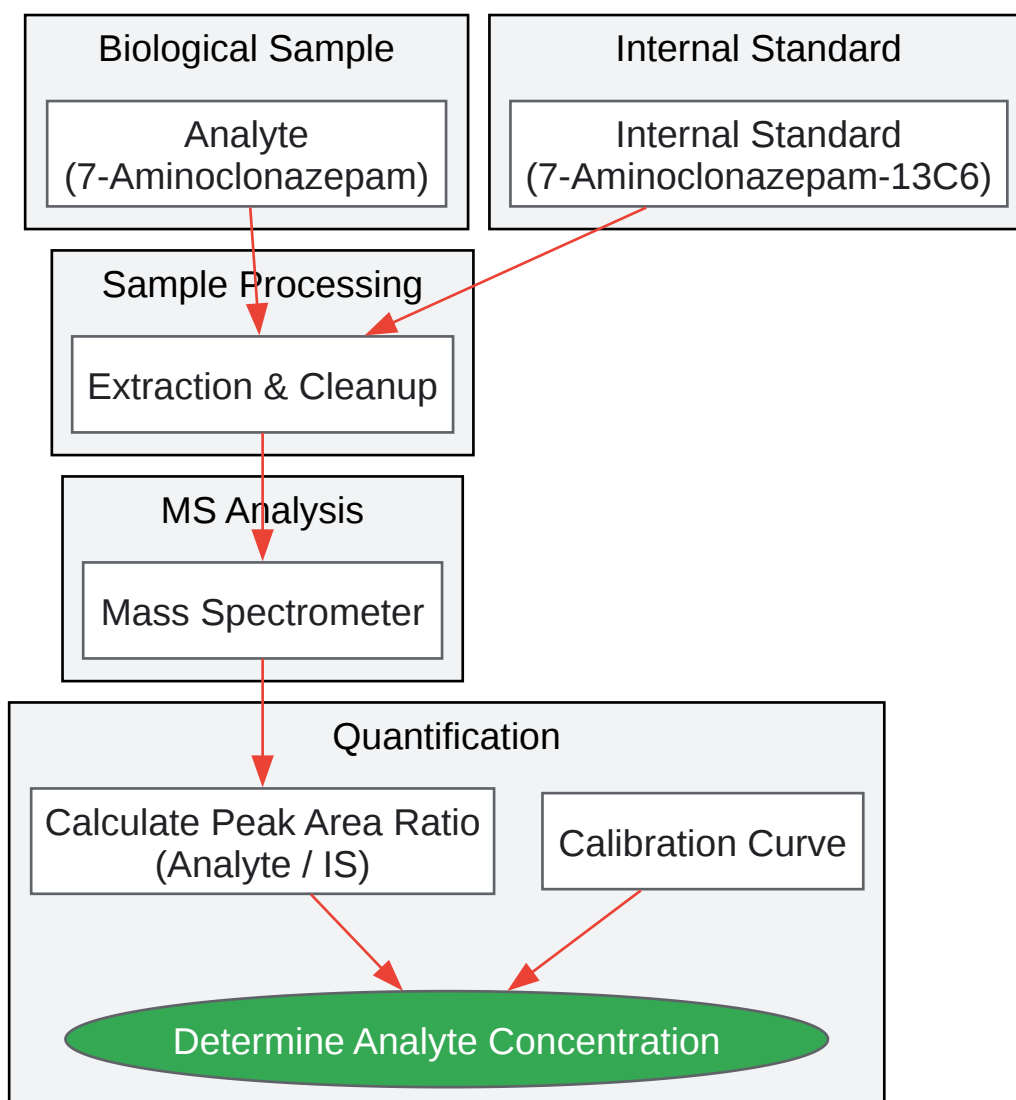 Biological Sample
Internal Standard
Analyte
(7-Aminoclonazepam)
Internal Standard
(7-Aminoclonazepam-13C6)
Sample Processing
Extraction & Cleanup
MS Analysis
Mass Spectrometer
Quantification
Calculate Peak Area Ratio
(Analyte / IS)
Calibration Curve
Determine Analyte Concentration